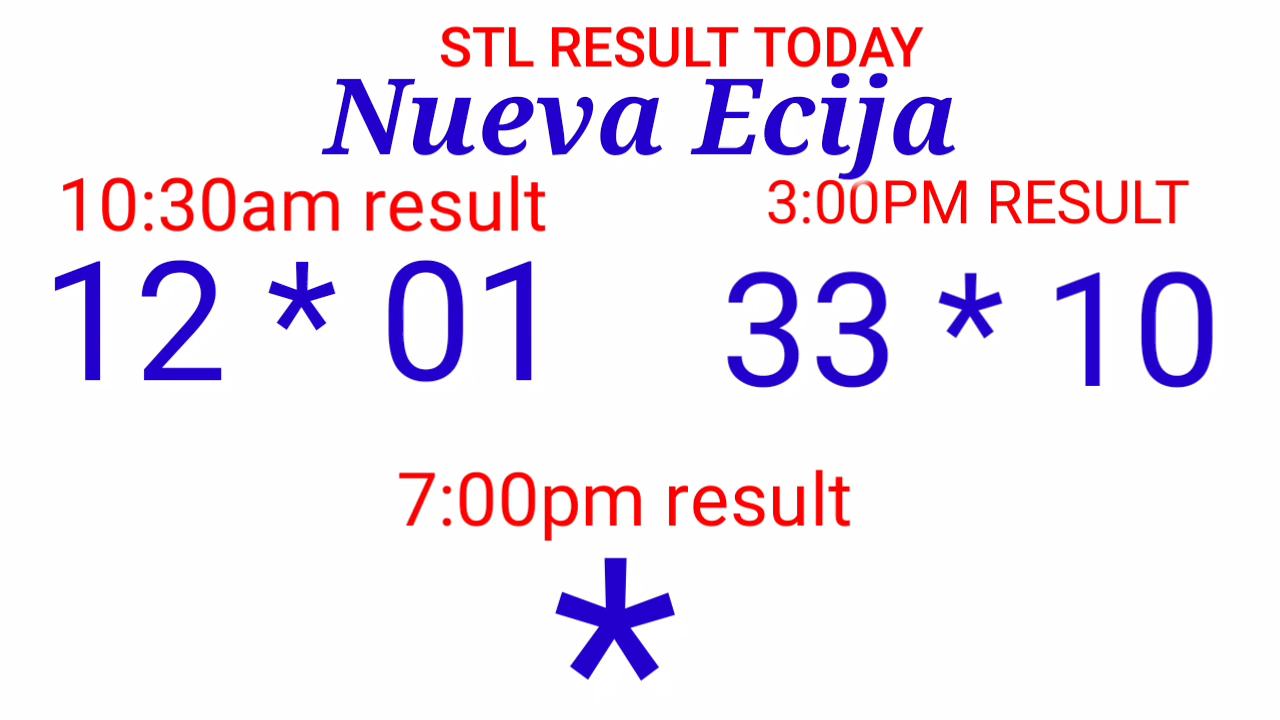 STL RESULT TODAY
Nueva Ecija
10:30am result
12 * 01
3:00PM RESULT
33 * 10
7:00pm result
*